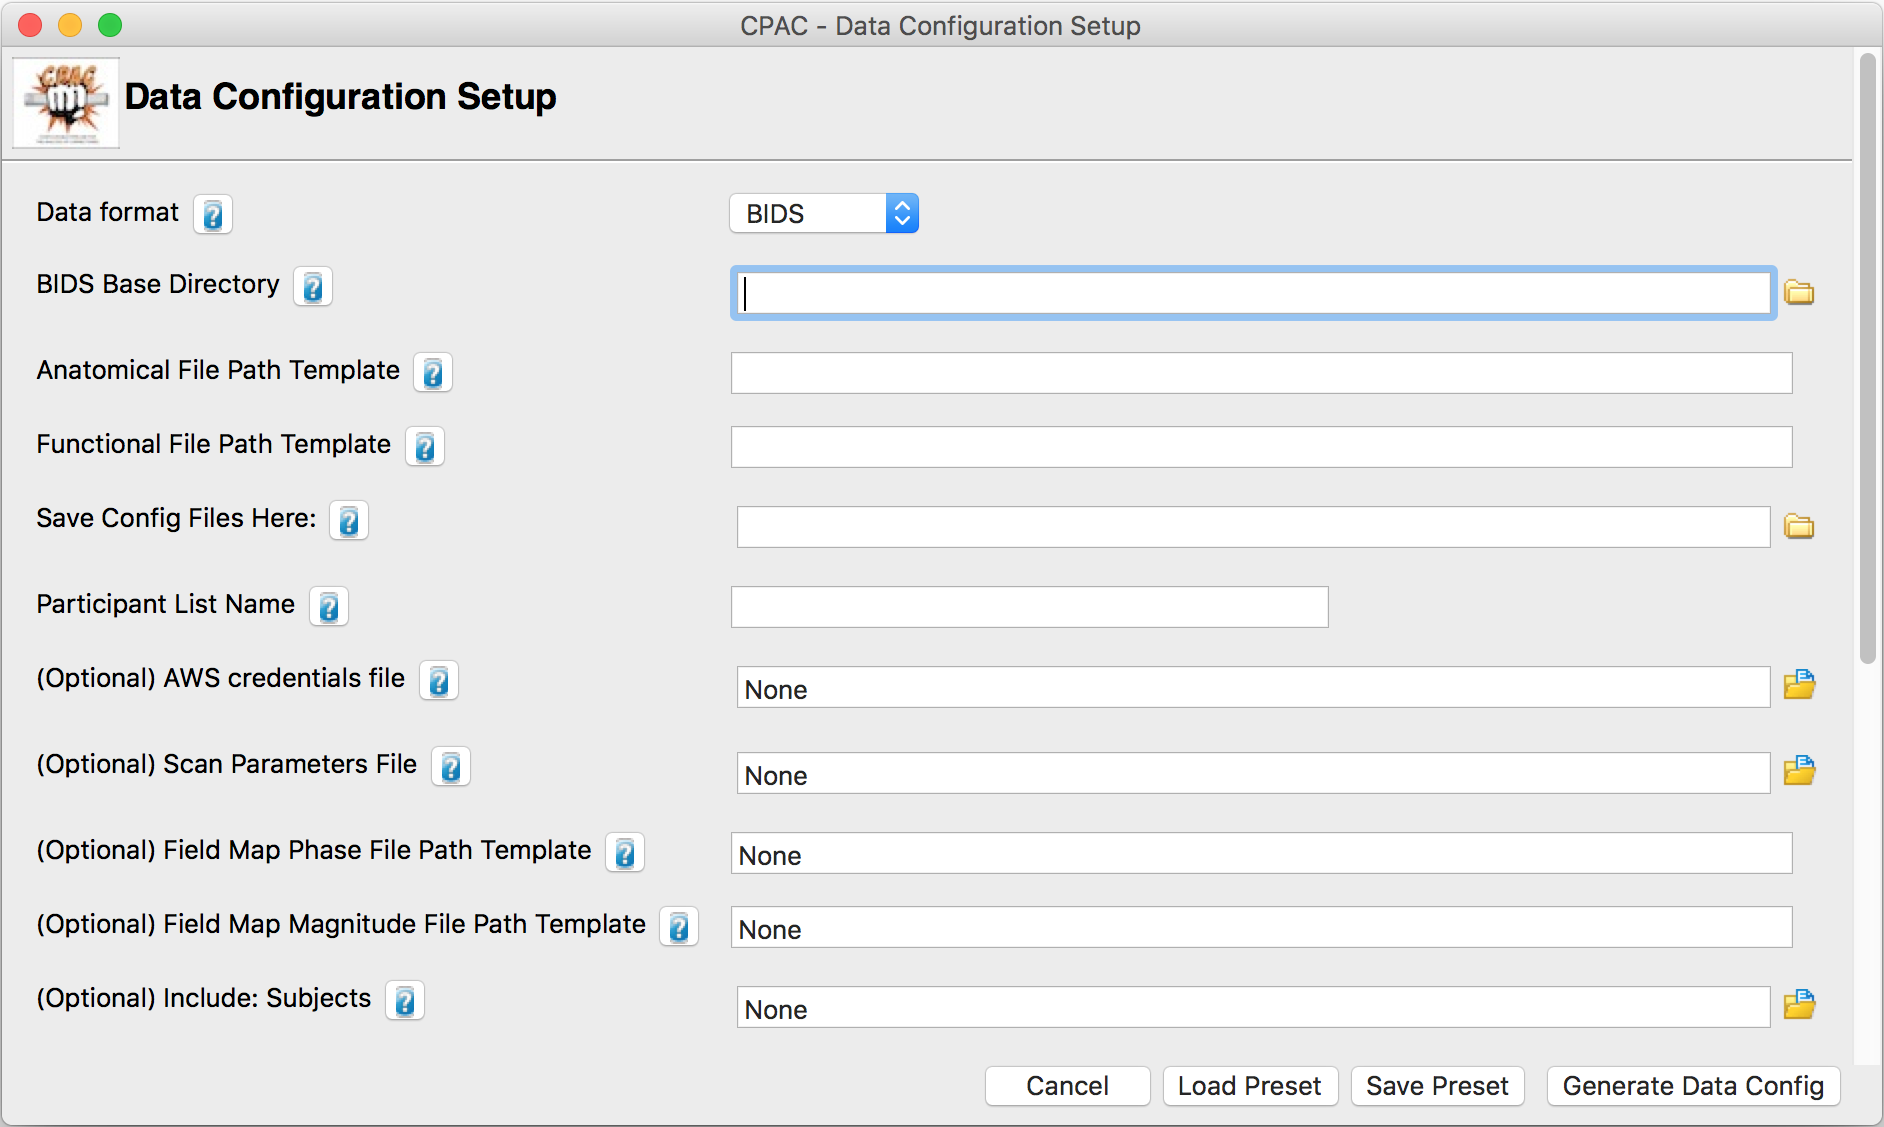 CPAC - Data Configuration Setup
CPAC
Data Configuration Setup
Data format ? BIDS
BIDS Base Directory ?
Anatomical File Path Template ?
Functional File Path Template ?
Save Config Files Here: ?
Participant List Name ?
(Optional) AWS credentials file ? None
(Optional) Scan Parameters File ? None
(Optional) Field Map Phase File Path Template ? None
(Optional) Field Map Magnitude File Path Template ? None
(Optional) Include: Subjects ? None
Cancel Load Preset Save Preset Generate Data Config